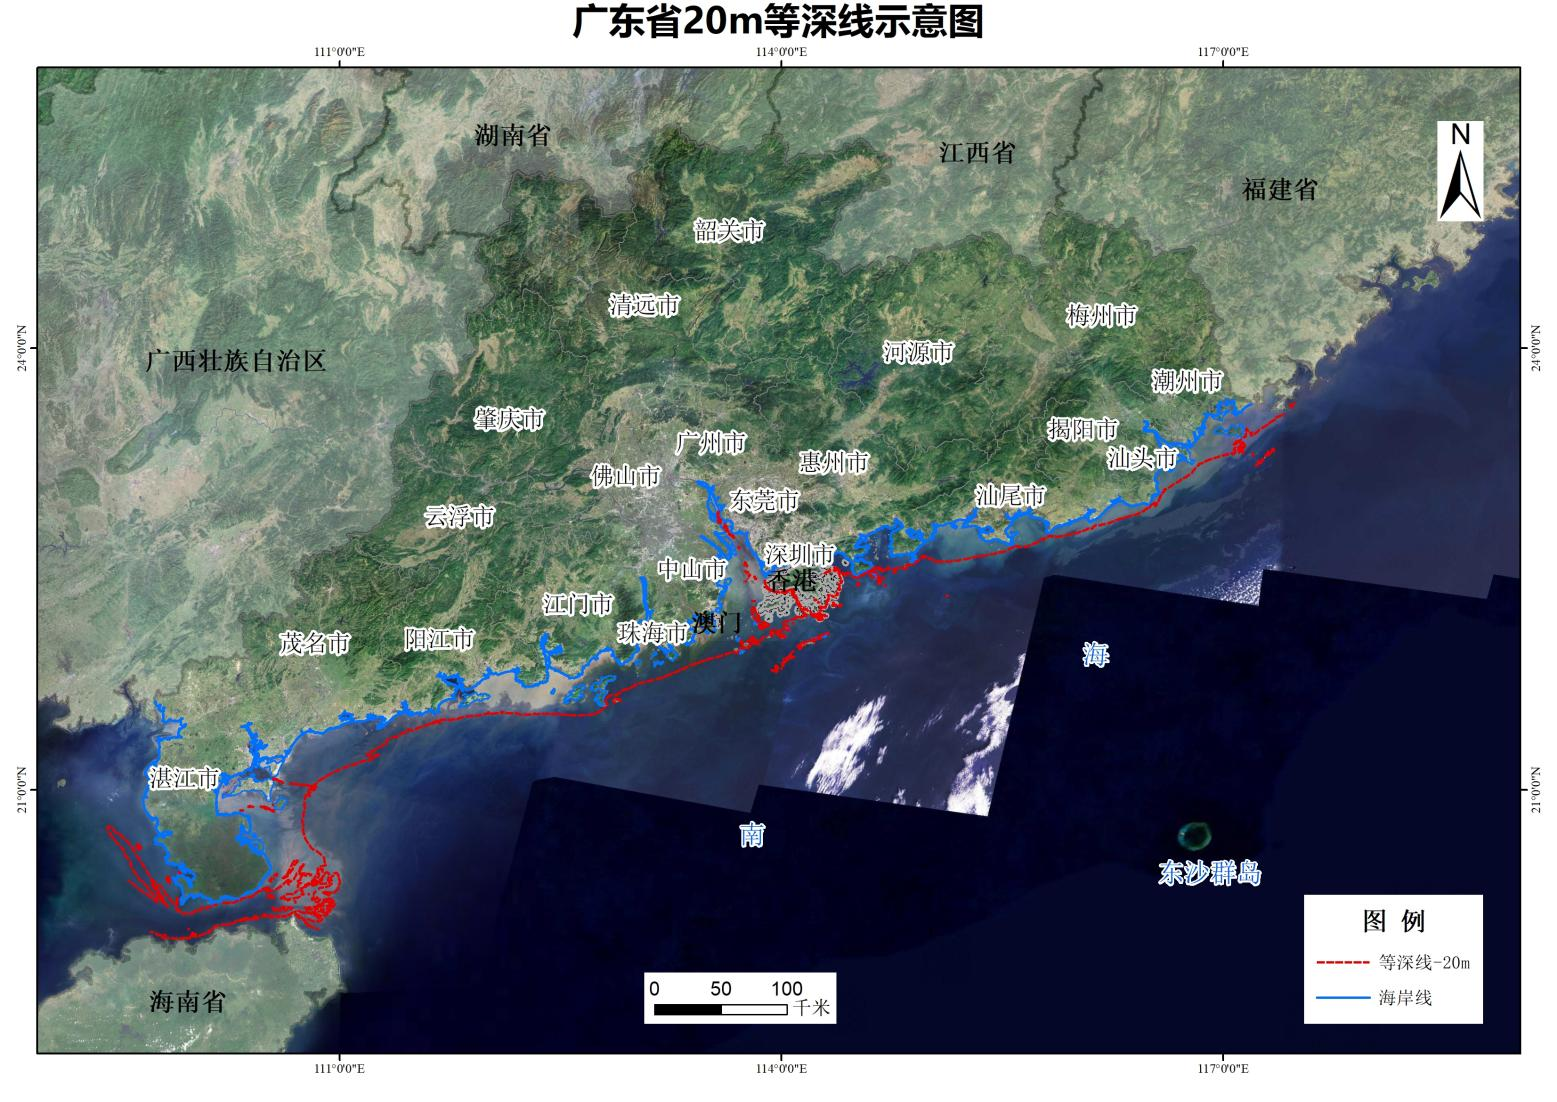 广东省20m等深线示意图
111°0'0"E
114°0'0"E
117°0'0"E
湖南省
江西省
N
福建省
韶关市
清远市
梅州市
24°0'0"N
24°0'0"N
广西壮族自治区
河源市
潮州市
肇庆市
广州市
揭阳市
佛山市
惠州市
汕头市
东莞市
汕尾市
云浮市
深圳市
中山市
香港
江门市
澳门
茂名市
阳江市
珠海市
海
湛江市
21°0'0"N
21°0'0"N
南
东沙群岛
图 例
等深线-20m
海岸线
海南省
0 50 100
千米
111°0'0"E
114°0'0"E
117°0'0"E